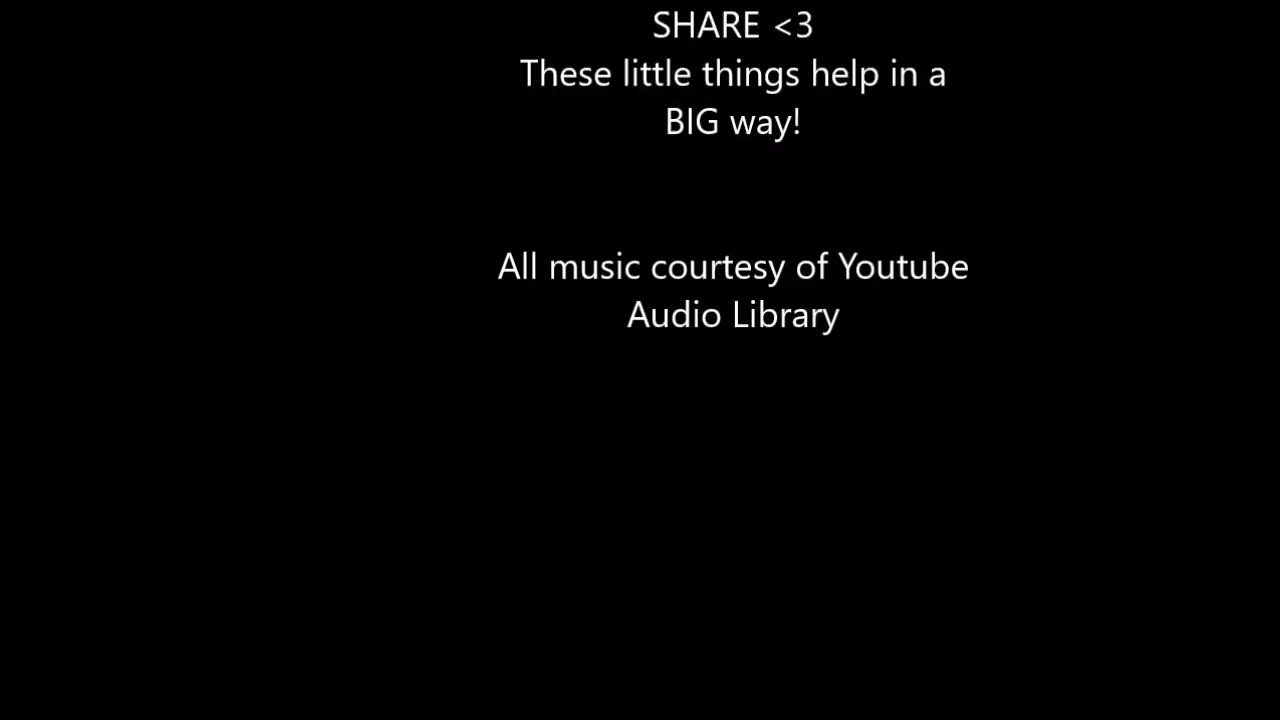 SHARE <3
These little things help in a
BIG way!
All music courtesy of Youtube
Audio Library